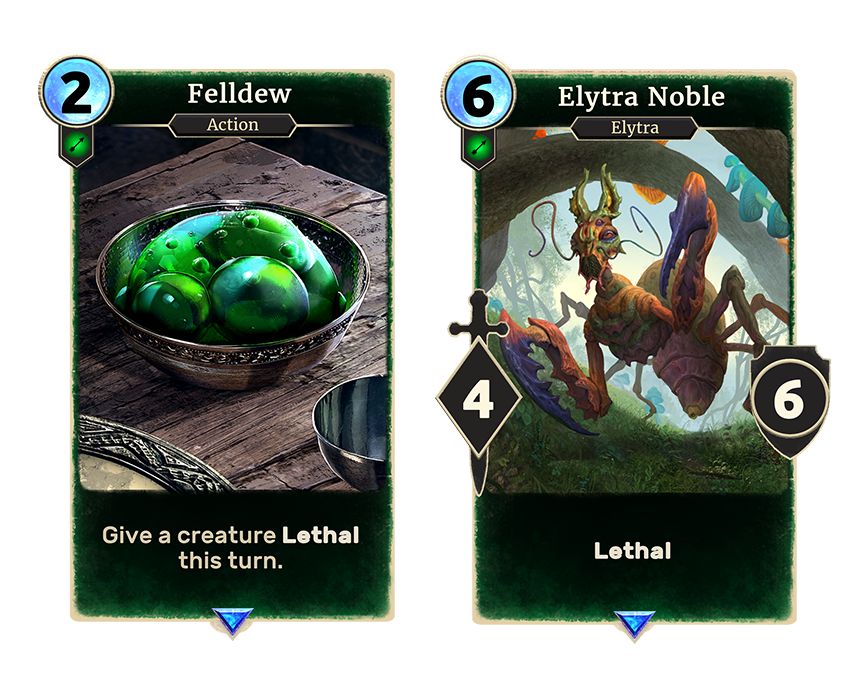 2
Felldew
Action
Give a creature Lethal
this turn.
6
Elytra Noble
Elytra
4
6
Lethal